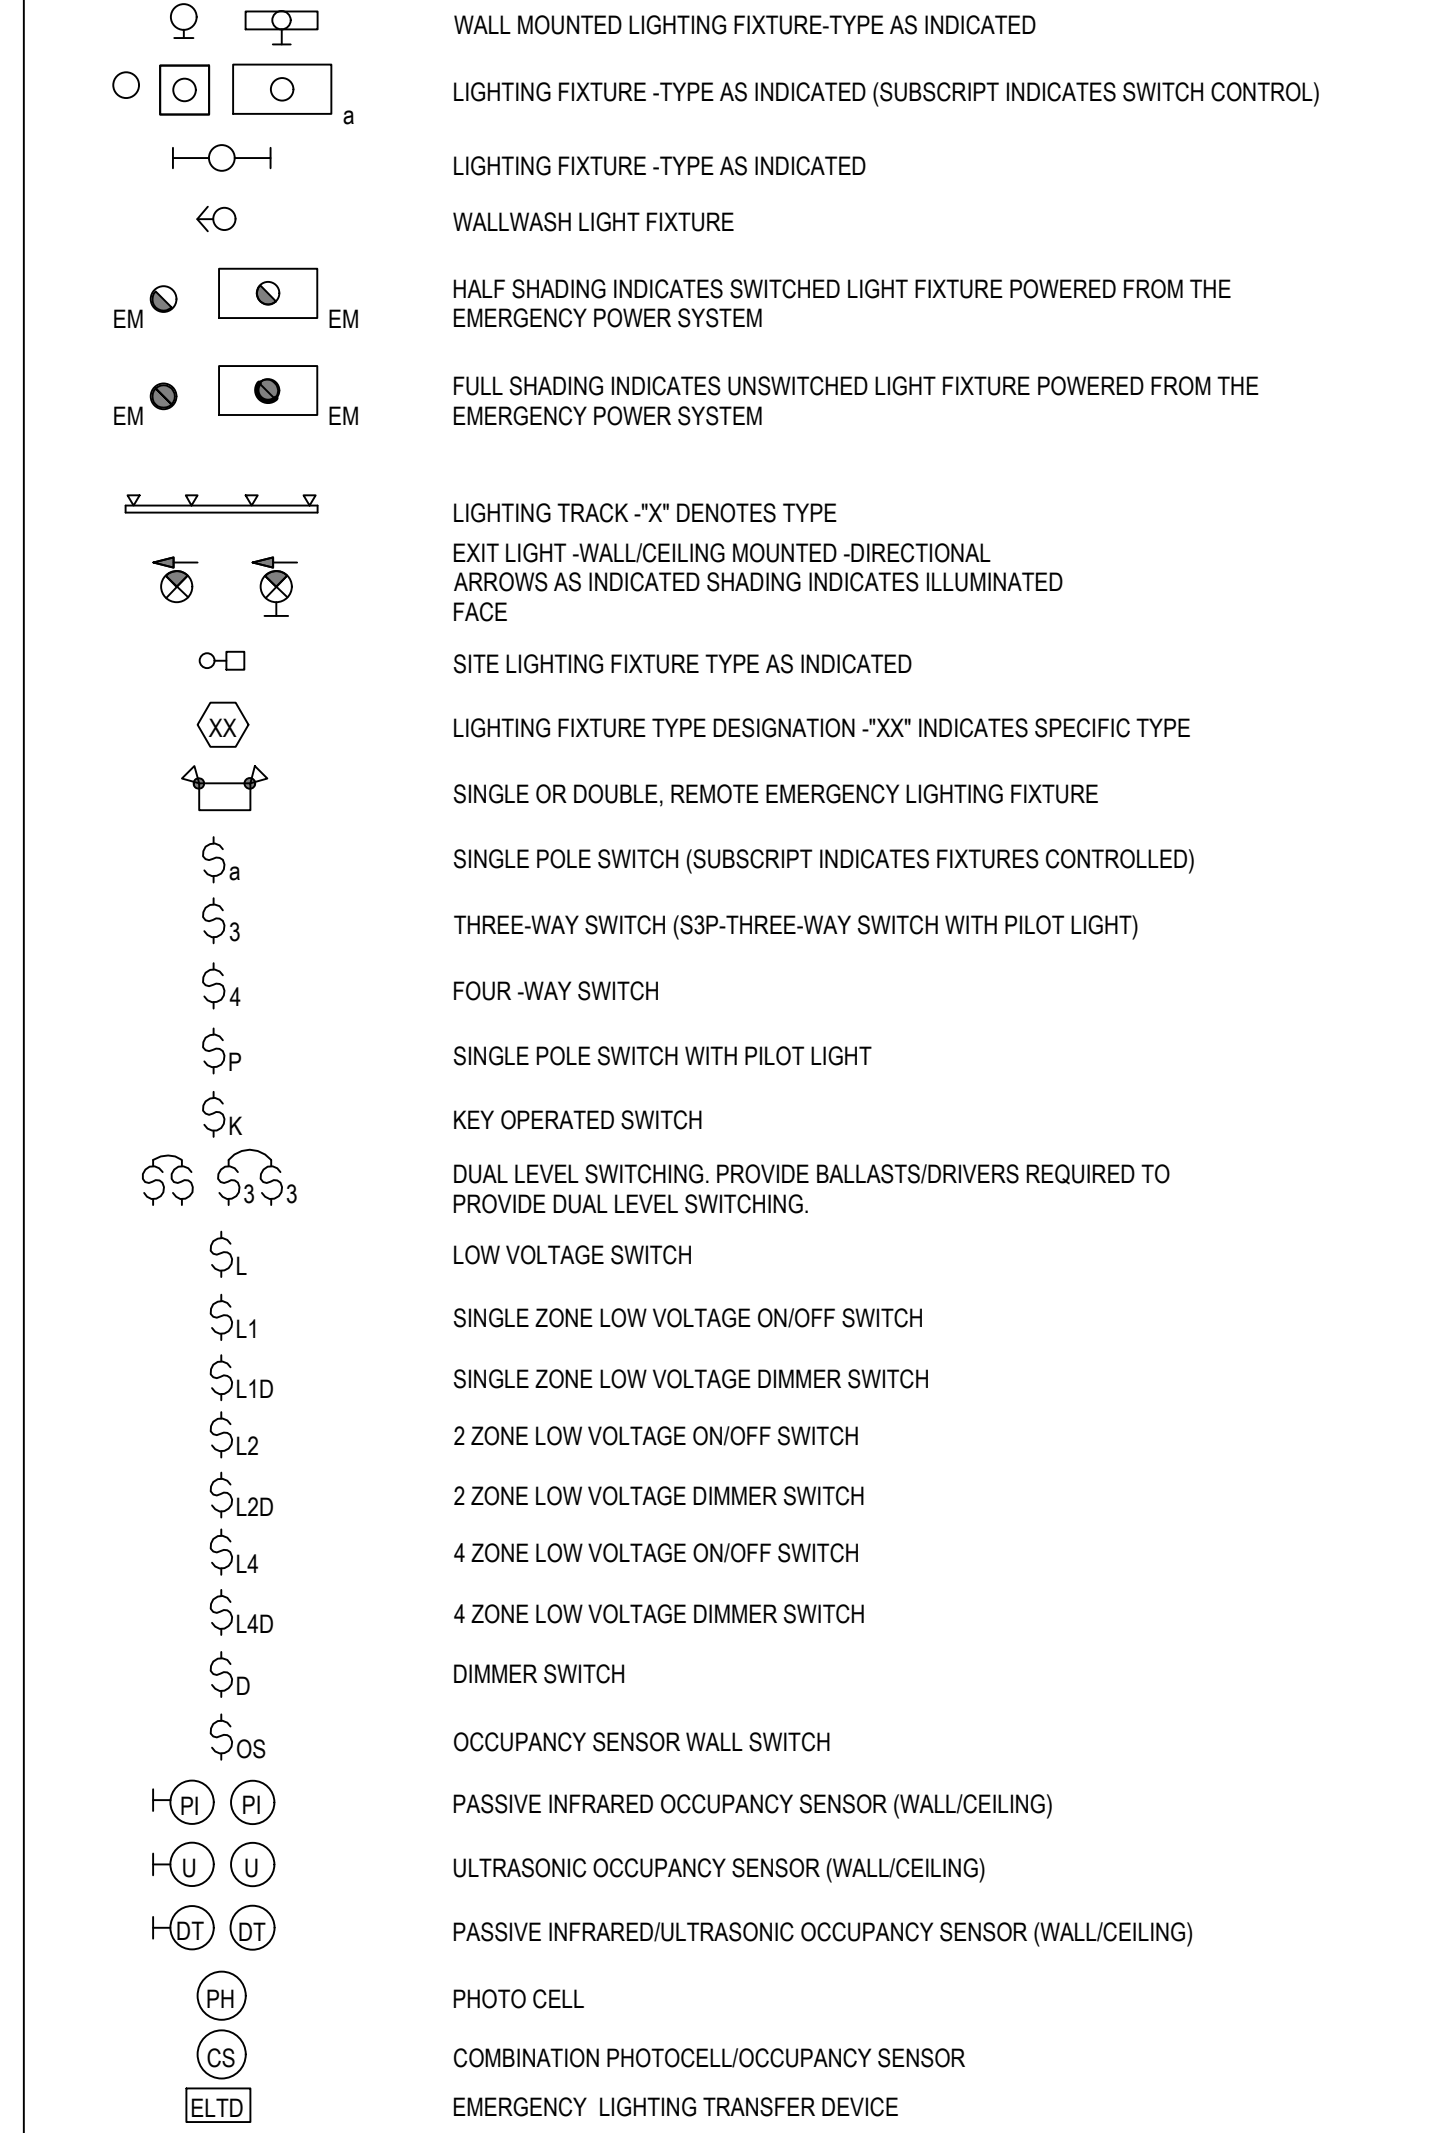 WALL MOUNTED LIGHTING FIXTURE-TYPE AS INDICATED
a LIGHTING FIXTURE -TYPE AS INDICATED (SUBSCRIPT INDICATES SWITCH CONTROL)
LIGHTING FIXTURE -TYPE AS INDICATED
WALLWASH LIGHT FIXTURE
HALF SHADING INDICATES SWITCHED LIGHT FIXTURE POWERED FROM THE
EM EM EMERGENCY POWER SYSTEM
FULL SHADING INDICATES UNSWITCHED LIGHT FIXTURE POWERED FROM THE
EM EM EMERGENCY POWER SYSTEM
LIGHTING TRACK -"X" DENOTES TYPE
EXIT LIGHT -WALL/CEILING MOUNTED -DIRECTIONAL
ARROWS AS INDICATED SHADING INDICATES ILLUMINATED
FACE
SITE LIGHTING FIXTURE TYPE AS INDICATED
XX LIGHTING FIXTURE TYPE DESIGNATION -"XX" INDICATES SPECIFIC TYPE
SINGLE OR DOUBLE, REMOTE EMERGENCY LIGHTING FIXTURE
$a SINGLE POLE SWITCH (SUBSCRIPT INDICATES FIXTURES CONTROLLED)
$3 THREE-WAY SWITCH (S3P-THREE-WAY SWITCH WITH PILOT LIGHT)
$4 FOUR -WAY SWITCH
$P SINGLE POLE SWITCH WITH PILOT LIGHT
$K KEY OPERATED SWITCH
$$ $3$3 DUAL LEVEL SWITCHING. PROVIDE BALLASTS/DRIVERS REQUIRED TO
PROVIDE DUAL LEVEL SWITCHING.
$L LOW VOLTAGE SWITCH
$L1 SINGLE ZONE LOW VOLTAGE ON/OFF SWITCH
$L1D SINGLE ZONE LOW VOLTAGE DIMMER SWITCH
$L2 2 ZONE LOW VOLTAGE ON/OFF SWITCH
$L2D 2 ZONE LOW VOLTAGE DIMMER SWITCH
$L4 4 ZONE LOW VOLTAGE ON/OFF SWITCH
$L4D 4 ZONE LOW VOLTAGE DIMMER SWITCH
$D DIMMER SWITCH
$OS OCCUPANCY SENSOR WALL SWITCH
PI PI PASSIVE INFRARED OCCUPANCY SENSOR (WALL/CEILING)
U U ULTRASONIC OCCUPANCY SENSOR (WALL/CEILING)
DT DT PASSIVE INFRARED/ULTRASONIC OCCUPANCY SENSOR (WALL/CEILING)
PH PHOTO CELL
CS COMBINATION PHOTOCELL/OCCUPANCY SENSOR
ELTD EMERGENCY  LIGHTING TRANSFER DEVICE